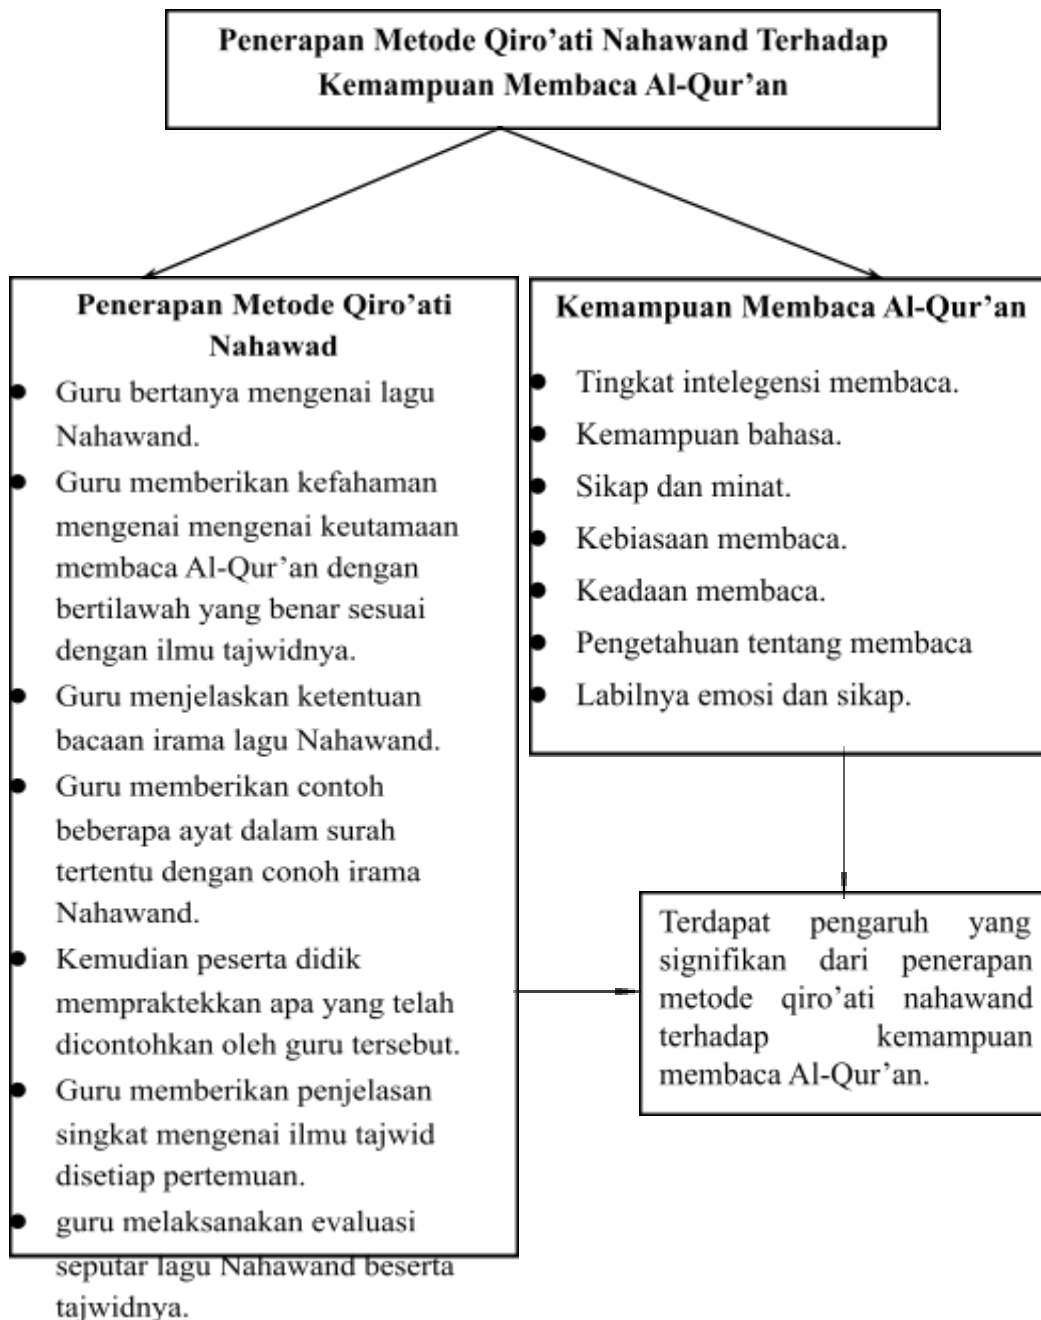 Penerapan Metode Qiro’ati Nahawand Terhadap
Kemampuan Membaca Al-Qur’an
Penerapan Metode Qiro’ati
Nahawad
• Guru bertanya mengenai lagu
Nahawand.
• Guru memberikan kefahaman
mengenai mengenai keutamaan
membaca Al-Qur’an dengan
bertilawah yang benar sesuai
dengan ilmu tajwidnya.
• Guru menjelaskan ketentuan
bacaan irama lagu Nahawand.
• Guru memberikan contoh
beberapa ayat dalam surah
tertentu dengan conoh irama
Nahawand.
• Kemudian peserta didik
mempraktekkan apa yang telah
dicontohkan oleh guru tersebut.
• Guru memberikan penjelasan
singkat mengenai ilmu tajwid
disetiap pertemuan.
• guru melaksanakan evaluasi
seputar lagu Nahawand beserta
tajwidnya.
Kemampuan Membaca Al-Qur’an
• Tingkat intelegensi membaca.
• Kemampuan bahasa.
• Sikap dan minat.
• Kebiasaan membaca.
• Keadaan membaca.
• Pengetahuan tentang membaca
• Labilnya emosi dan sikap.
Terdapat pengaruh yang
signifikan dari penerapan
metode qiro’ati nahawand
terhadap kemampuan
membaca Al-Qur’an.